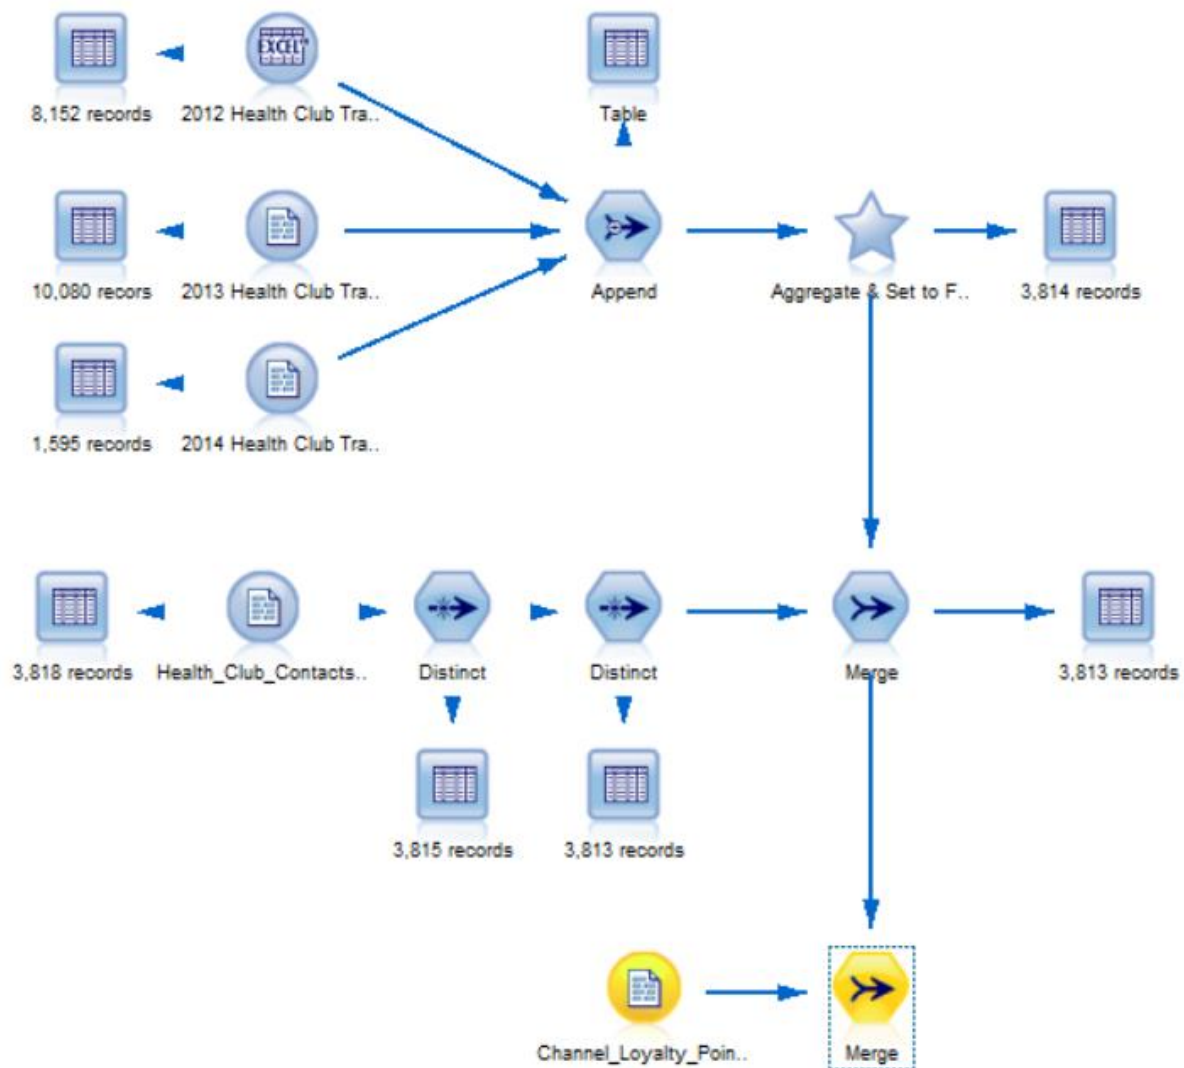 EXCEL
8,152 records
2012 Health Club Tra..
Table
10,080 recors
2013 Health Club Tra..
Append
Aggregate & Set to F..
3,814 records
1,595 records
2014 Health Club Tra..
3,818 records
Health_Club_Contacts..
Distinct
Distinct
Merge
3,813 records
3,815 records
3,813 records
Channel_Loyalty_Poin..
Merge